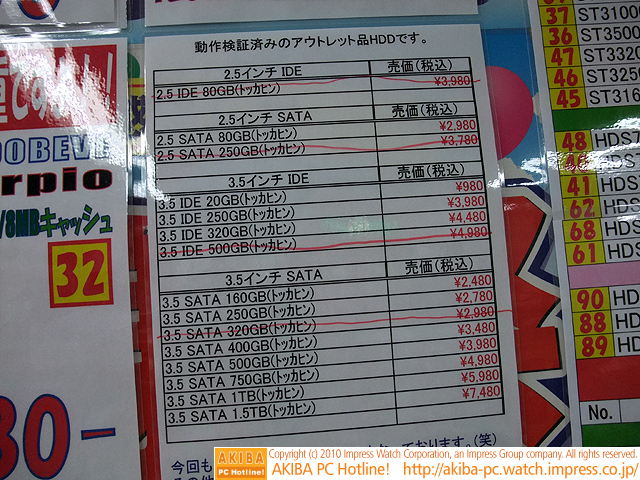 動作検証済みのアウトレット品HDDです。
2.5インチ IDE 売価(税込)
2.5 IDE 80GB(トッカヒン) ¥3,980
2.5インチ SATA 売価(税込)
2.5 SATA 80GB(トッカヒン) ¥2,980
2.5 SATA 250GB(トッカヒン) ¥3,780
3.5インチ IDE 売価(税込)
3.5 IDE 20GB(トッカヒン) ¥980
3.5 IDE 250GB(トッカヒン) ¥3,980
3.5 IDE 320GB(トッカヒン) ¥4,480
3.5 IDE 500GB(トッカヒン) ¥4,980
3.5インチ SATA 売価(税込)
3.5 SATA 160GB(トッカヒン) ¥2,480
3.5 SATA 250GB(トッカヒン) ¥2,780
3.5 SATA 320GB(トッカヒン) ¥2,980
3.5 SATA 400GB(トッカヒン) ¥3,480
3.5 SATA 500GB(トッカヒン) ¥3,980
3.5 SATA 750GB(トッカヒン) ¥4,980
3.5 SATA 1TB(トッカヒン) ¥5,980
3.5 SATA 1.5TB(トッカヒン) ¥7,480
今回も
おります。(笑)
00BEVE
rpio
/8MBキャッシュ
32
80-
37 ST3100
36 ST3500
47 ST3320
46 ST3250
45 ST316
48 HDS
HDS
41 HDS
62 HDS
68 HDS
61 HDS
90 HD
88 HD
89 HD
No.
AKIBA PC Hotline!
Copyright (c) 2010 Impress Watch Corporation, an Impress Group company. All rights reserved.
AKIBA PC Hotline! http://akiba-pc.watch.impress.co.jp/